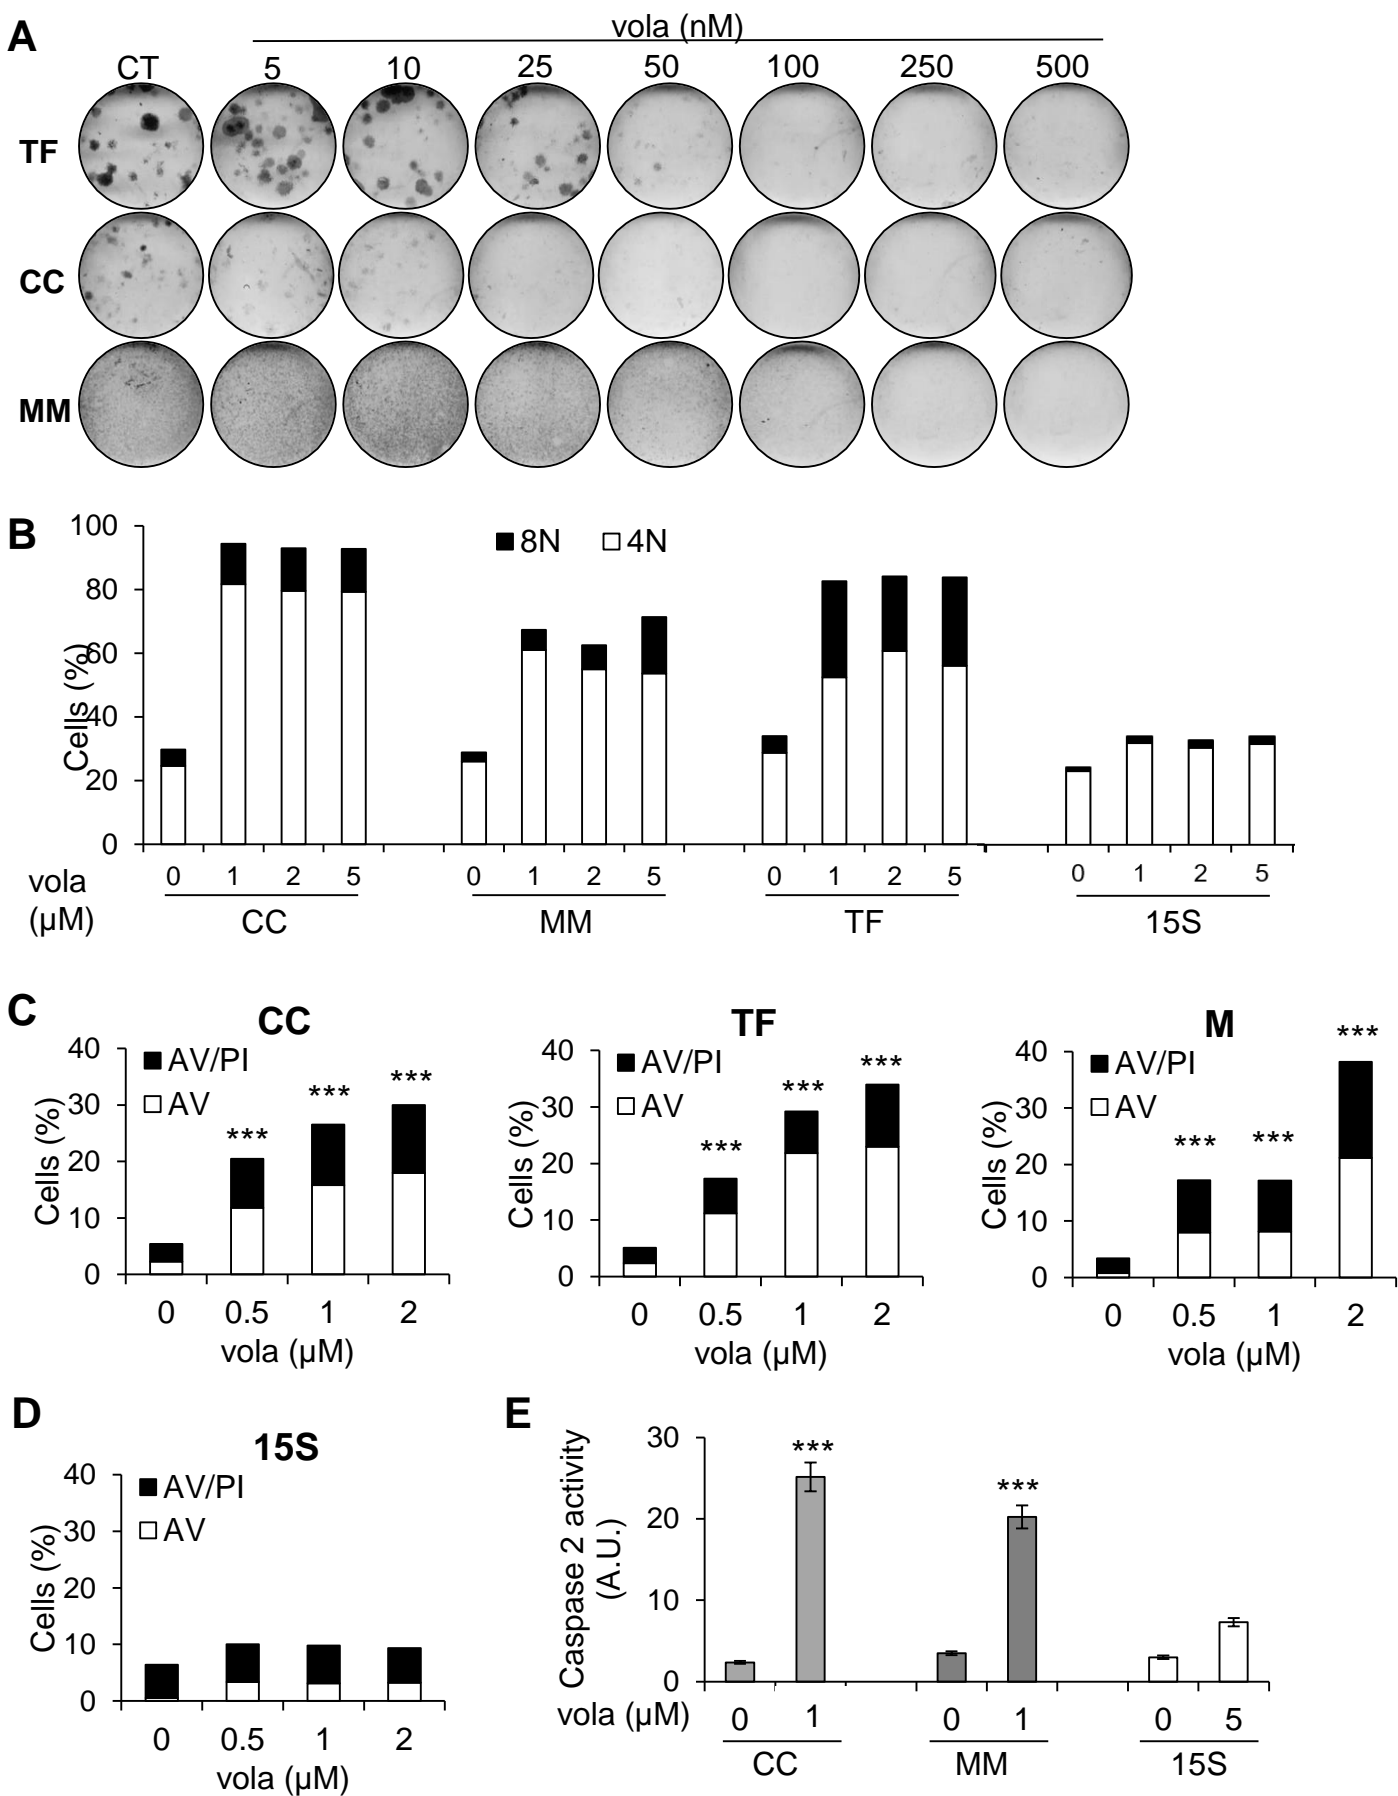 A
vola (nM)
CT 5 10 25 50 100 250 500
TF
CC
MM
B
8N 4N
Cells (%)
100
80
60
40
20
0
vola (µM)
0 1 2 5 0 1 2 5 0 1 2 5 0 1 2 5
CC MM TF 15S
C
CC
AV/PI
AV
Cells (%)
40
30
20
10
0
*** *** ***
0 0.5 1 2
vola (µM)
TF
AV/PI
AV
Cells (%)
40
30
20
10
0
*** *** ***
0 0.5 1 2
vola (µM)
M
AV/PI
AV
Cells (%)
40
30
20
10
0
*** *** ***
0 0.5 1 2
vola (µM)
D
15S
AV/PI
AV
Cells (%)
40
30
20
10
0
0 0.5 1 2
vola (µM)
E
Caspase 2 activity
(A.U.)
30
20
10
0
*** ***
vola (µM) 0 1 0 1 0 5
CC MM 15S